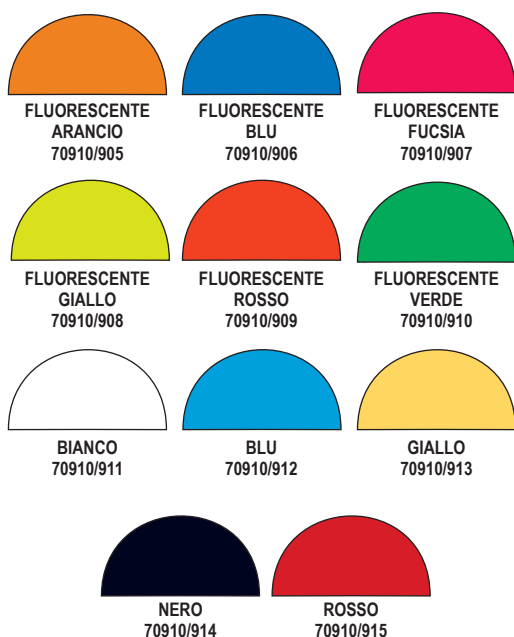 FLUORESCENTE
ARANCIO
70910/905
FLUORESCENTE
BLU
70910/906
FLUORESCENTE
FUCSIA
70910/907
FLUORESCENTE
GIALLO
70910/908
FLUORESCENTE
ROSSO
70910/909
FLUORESCENTE
VERDE
70910/910
BIANCO
70910/911
BLU
70910/912
GIALLO
70910/913
NERO
70910/914
ROSSO
70910/915